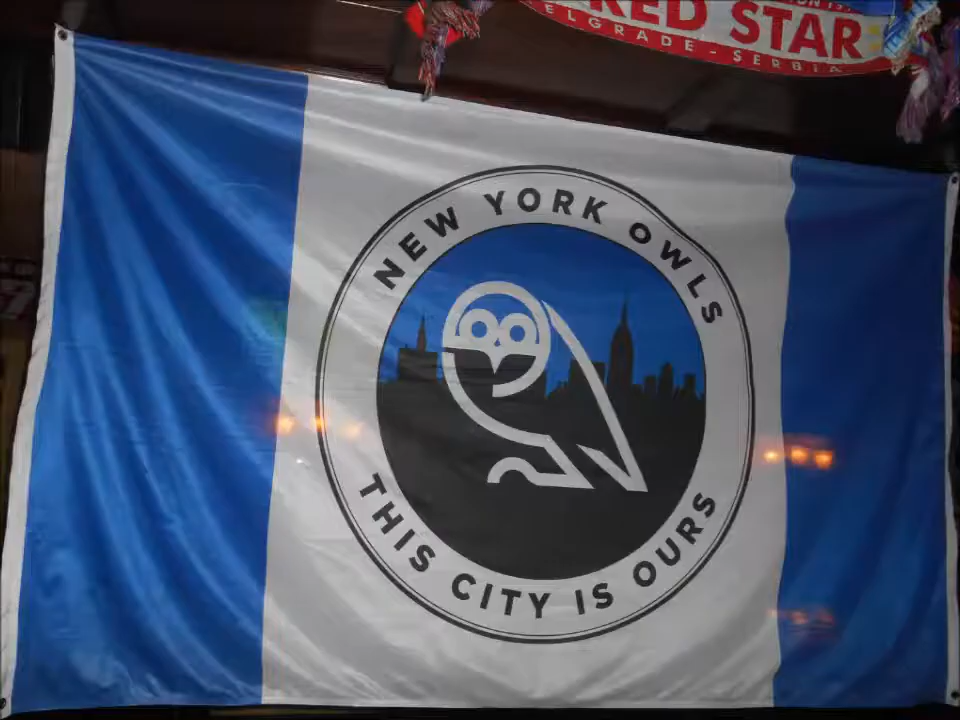 RED STAR
ELGRADE - SERBIA
NEW YORK OWLS
THIS CITY IS OURS